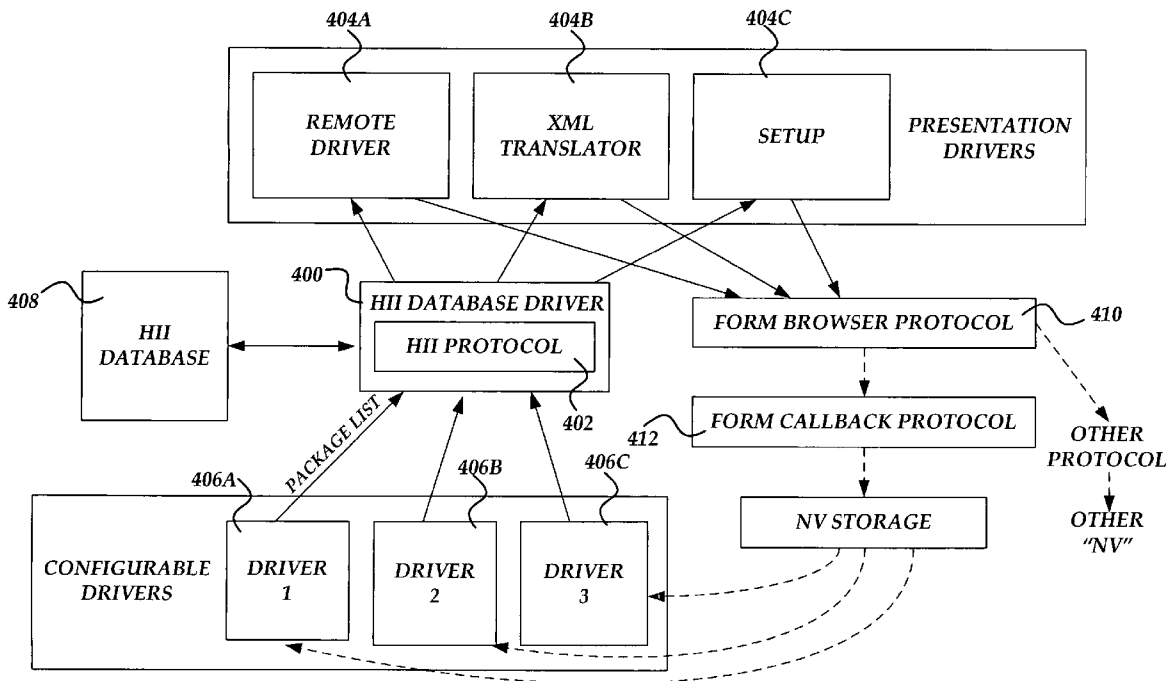 404A
404B
404C
REMOTE
DRIVER
XML
TRANSLATOR
SETUP
PRESENTATION
DRIVERS
400
HII DATABASE DRIVER
HII PROTOCOL
402
408
HII
DATABASE
FORM BROWSER PROTOCOL
410
FORM CALLBACK PROTOCOL
412
OTHER
PROTOCOL
OTHER
"NV"
NV STORAGE
PACKAGE LIST
406A
406B
406C
CONFIGURABLE
DRIVERS
DRIVER
1
DRIVER
2
DRIVER
3